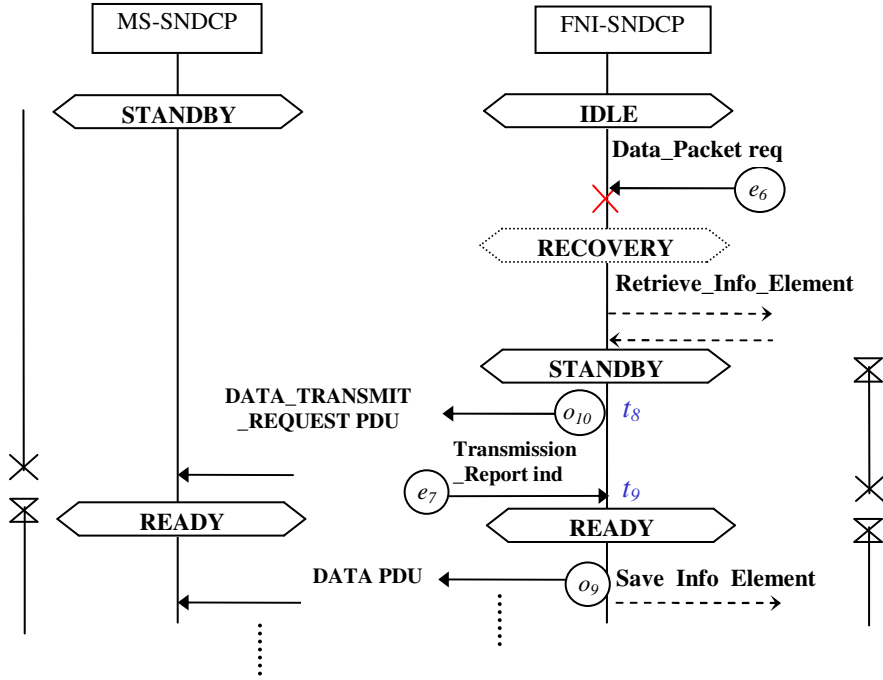 MS-SNDCP
FNI-SNDCP
STANDBY
IDLE
Data_Packet req
e6
RECOVERY
Retrieve_Info_Element
STANDBY
DATA_TRANSMIT
_REQUEST PDU
o10
t8
Transmission
_Report ind
e7
t9
READY
READY
DATA PDU
o9
Save Info Element